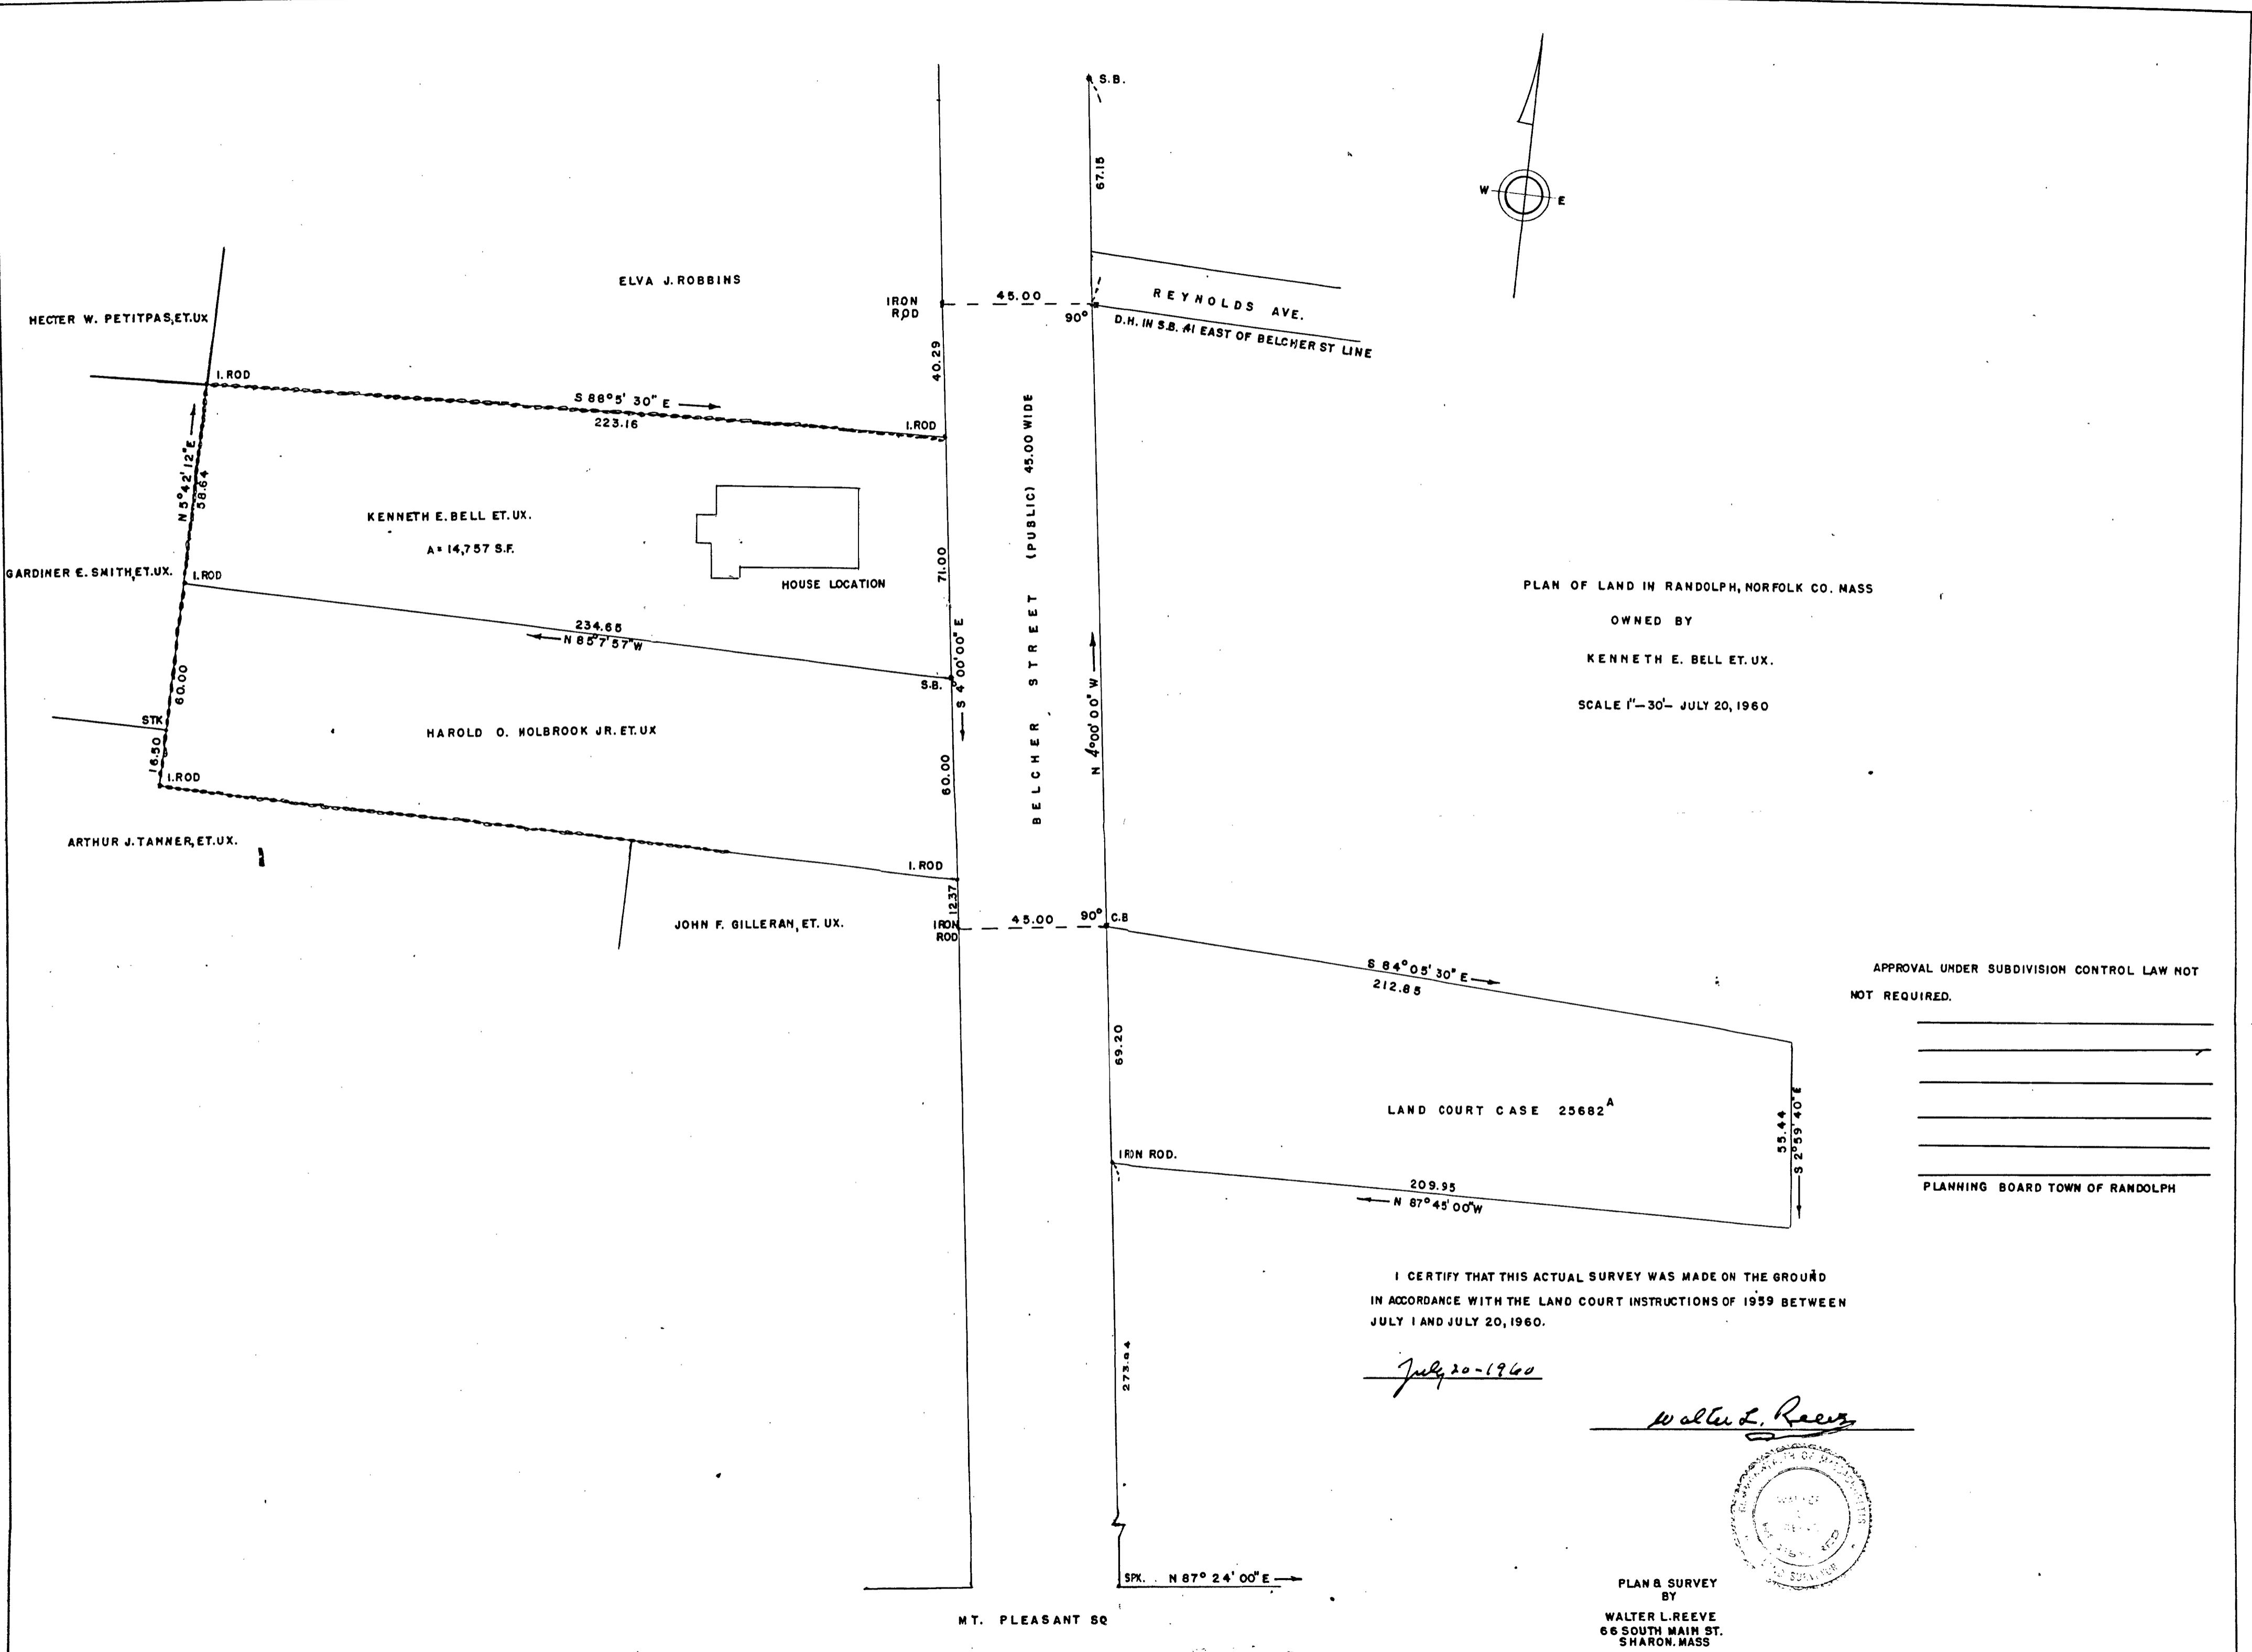 S.B.
67.15
W
E
ELVA J. ROBBINS
HECTER W. PETITPAS, ET. UX
IRON
ROD
45.00
90°
REYNOLDS AVE.
D.H. IN S.B. .41 EAST OF BELCHER ST LINE
40.29
I. ROD
S 88°5' 30" E
223.16
I. ROD
N 5°42' 12" E
58.64
KENNETH E. BELL ET. UX.
A= 14,757 S.F.
HOUSE LOCATION
71.00
BELCHER STREET (PUBLIC) 45.00 WIDE
GARDINER E. SMITH, ET. UX.
I. ROD
234.65
N 85°7' 57" W
S.B.
S 4°00'00" E
N 4°00'00" W
60.00
STK
16.50
I. ROD
HAROLD O. HOLBROOK JR. ET. UX
60.00
ARTHUR J. TANNER, ET. UX.
I. ROD
12.37
JOHN F. GILLERAN, ET. UX.
IRON
ROD
45.00
90°
C.B
PLAN OF LAND IN RANDOLPH, NORFOLK CO. MASS
OWNED BY
KENNETH E. BELL ET. UX.
SCALE 1"—30'— JULY 20, 1960
S 84°05' 30" E
212.85
69.20
LAND COURT CASE 25682ᴬ
55.44
S 2°59' 40" E
IRON ROD.
209.95
N 87°45'00"W
APPROVAL UNDER SUBDIVISION CONTROL LAW NOT
NOT REQUIRED.
PLANNING BOARD TOWN OF RANDOLPH
I CERTIFY THAT THIS ACTUAL SURVEY WAS MADE ON THE GROUND
IN ACCORDANCE WITH THE LAND COURT INSTRUCTIONS OF 1959 BETWEEN
JULY 1 AND JULY 20, 1960.
July 20-1960
Walter L. Reeve
SPK.
N 87° 24' 00" E
MT. PLEASANT SQ
PLAN & SURVEY
BY
WALTER L. REEVE
66 SOUTH MAIN ST.
SHARON. MASS